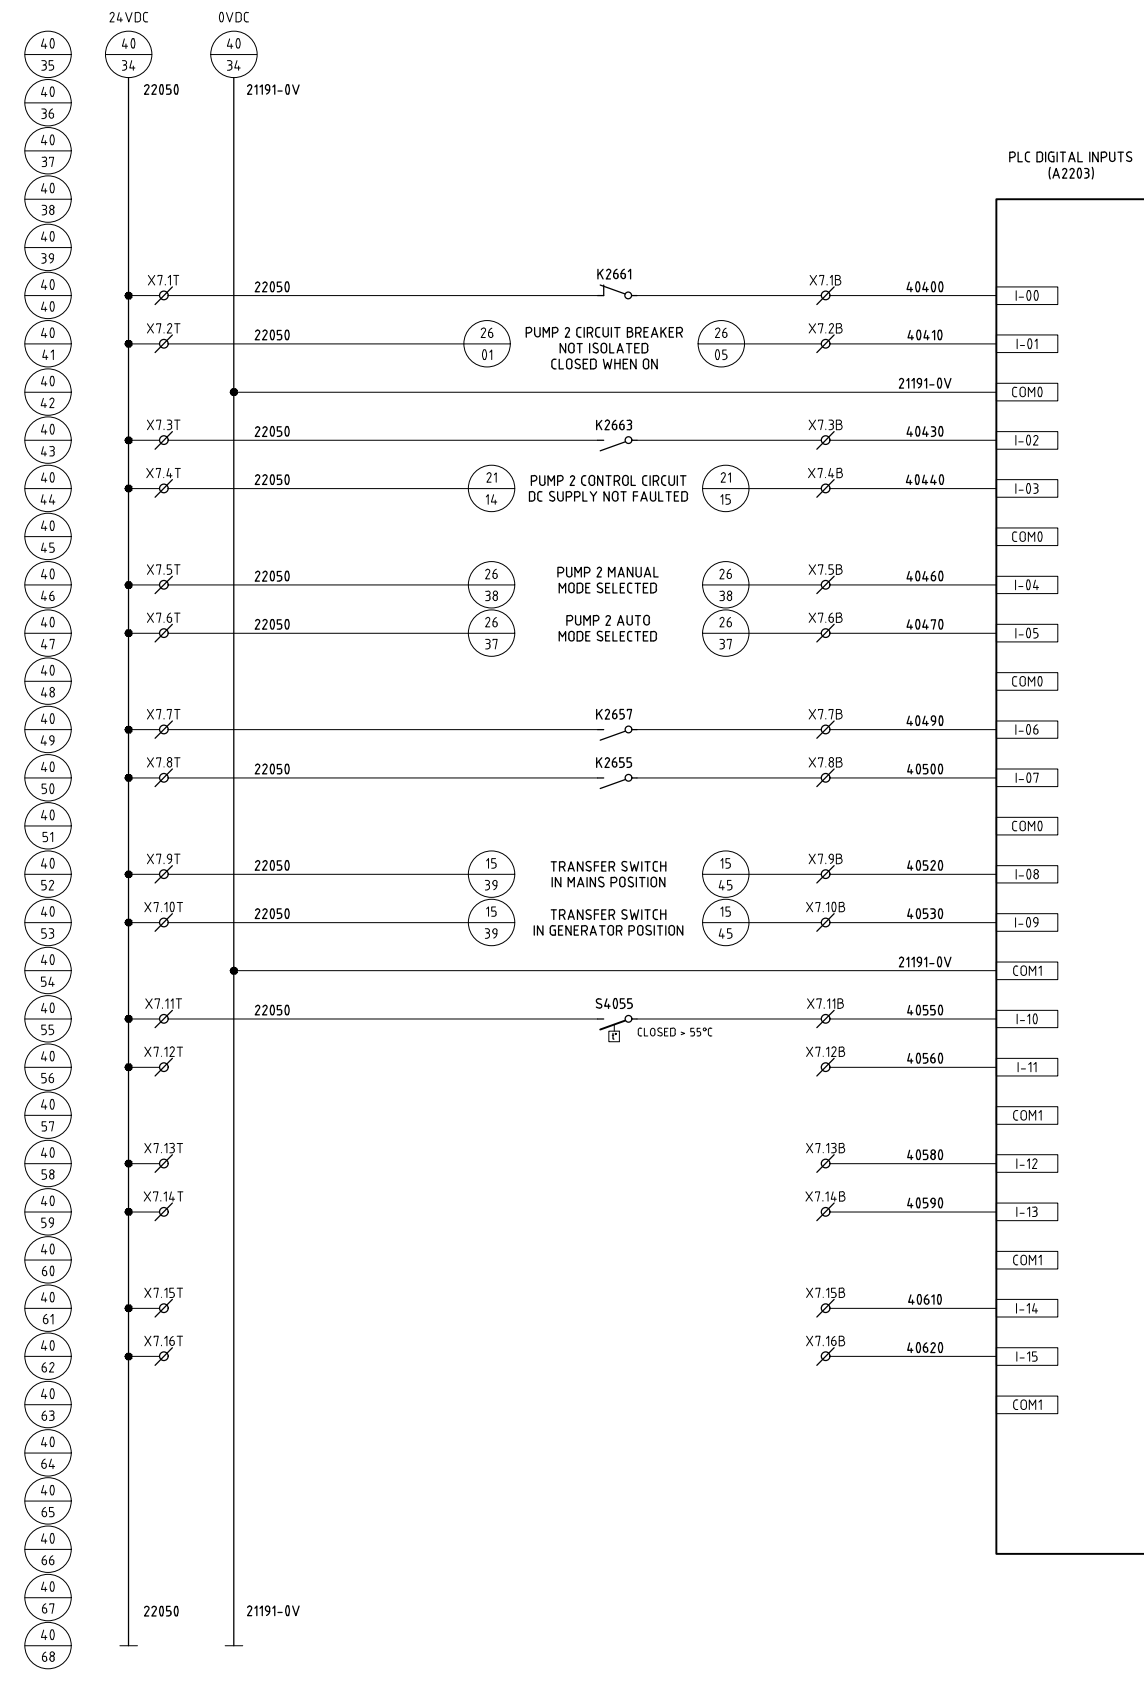 24VDC
0VDC
40
35
40
34
40
34
22050
21191-0V
40
36
40
37
PLC DIGITAL INPUTS
(A2203)
40
38
40
39
40
40
X7.1T
22050
K2661
X7.1B
40400
I-00
40
41
X7.2T
22050
26
01
PUMP 2 CIRCUIT BREAKER
NOT ISOLATED
CLOSED WHEN ON
26
05
X7.2B
40410
I-01
40
42
21191-0V
COM0
40
43
X7.3T
22050
K2663
X7.3B
40430
I-02
40
44
X7.4T
22050
21
14
PUMP 2 CONTROL CIRCUIT
DC SUPPLY NOT FAULTED
21
15
X7.4B
40440
I-03
40
45
COM0
40
46
X7.5T
22050
26
38
PUMP 2 MANUAL
MODE SELECTED
26
38
X7.5B
40460
I-04
40
47
X7.6T
22050
26
37
PUMP 2 AUTO
MODE SELECTED
26
37
X7.6B
40470
I-05
40
48
COM0
40
49
X7.7T
K2657
X7.7B
40490
I-06
40
50
X7.8T
22050
K2655
X7.8B
40500
I-07
40
51
COM0
40
52
X7.9T
22050
15
39
TRANSFER SWITCH
IN MAINS POSITION
15
45
X7.9B
40520
I-08
40
53
X7.10T
22050
15
39
TRANSFER SWITCH
IN GENERATOR POSITION
15
45
X7.10B
40530
I-09
40
54
21191-0V
COM1
40
55
X7.11T
22050
S4055
t°
CLOSED > 55°C
X7.11B
40550
I-10
40
56
X7.12T
X7.12B
40560
I-11
40
57
COM1
40
58
X7.13T
X7.13B
40580
I-12
40
59
X7.14T
X7.14B
40590
I-13
40
60
COM1
40
61
X7.15T
X7.15B
40610
I-14
40
62
X7.16T
X7.16B
40620
I-15
40
63
COM1
40
64
40
65
40
66
40
67
22050
21191-0V
40
68